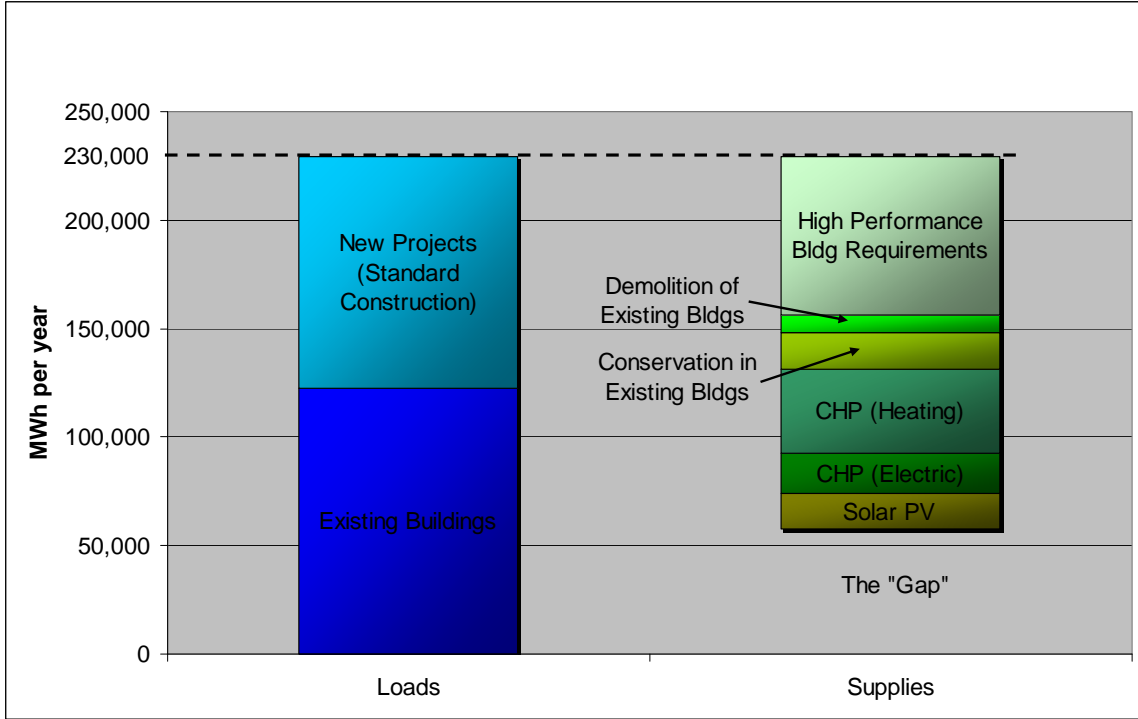 MWh per year
250,000
230,000
200,000
150,000
100,000
50,000
0
New Projects
(Standard
Construction)
Existing Buildings
High Performance
Bldg Requirements
Demolition of
Existing Bldgs
Conservation in
Existing Bldgs
CHP (Heating)
CHP (Electric)
Solar PV
The "Gap"
Loads
Supplies